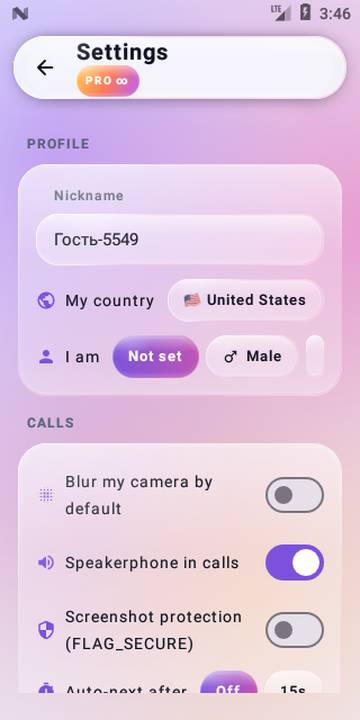 LTE 3:46
Settings
PRO ∞
PROFILE
Nickname
Гость-5549
My country 🇺🇸 United States
I am Not set ♂ Male
CALLS
Blur my camera by
default
Speakerphone in calls
Screenshot protection
(FLAG_SECURE)
Auto-next after Off 15s